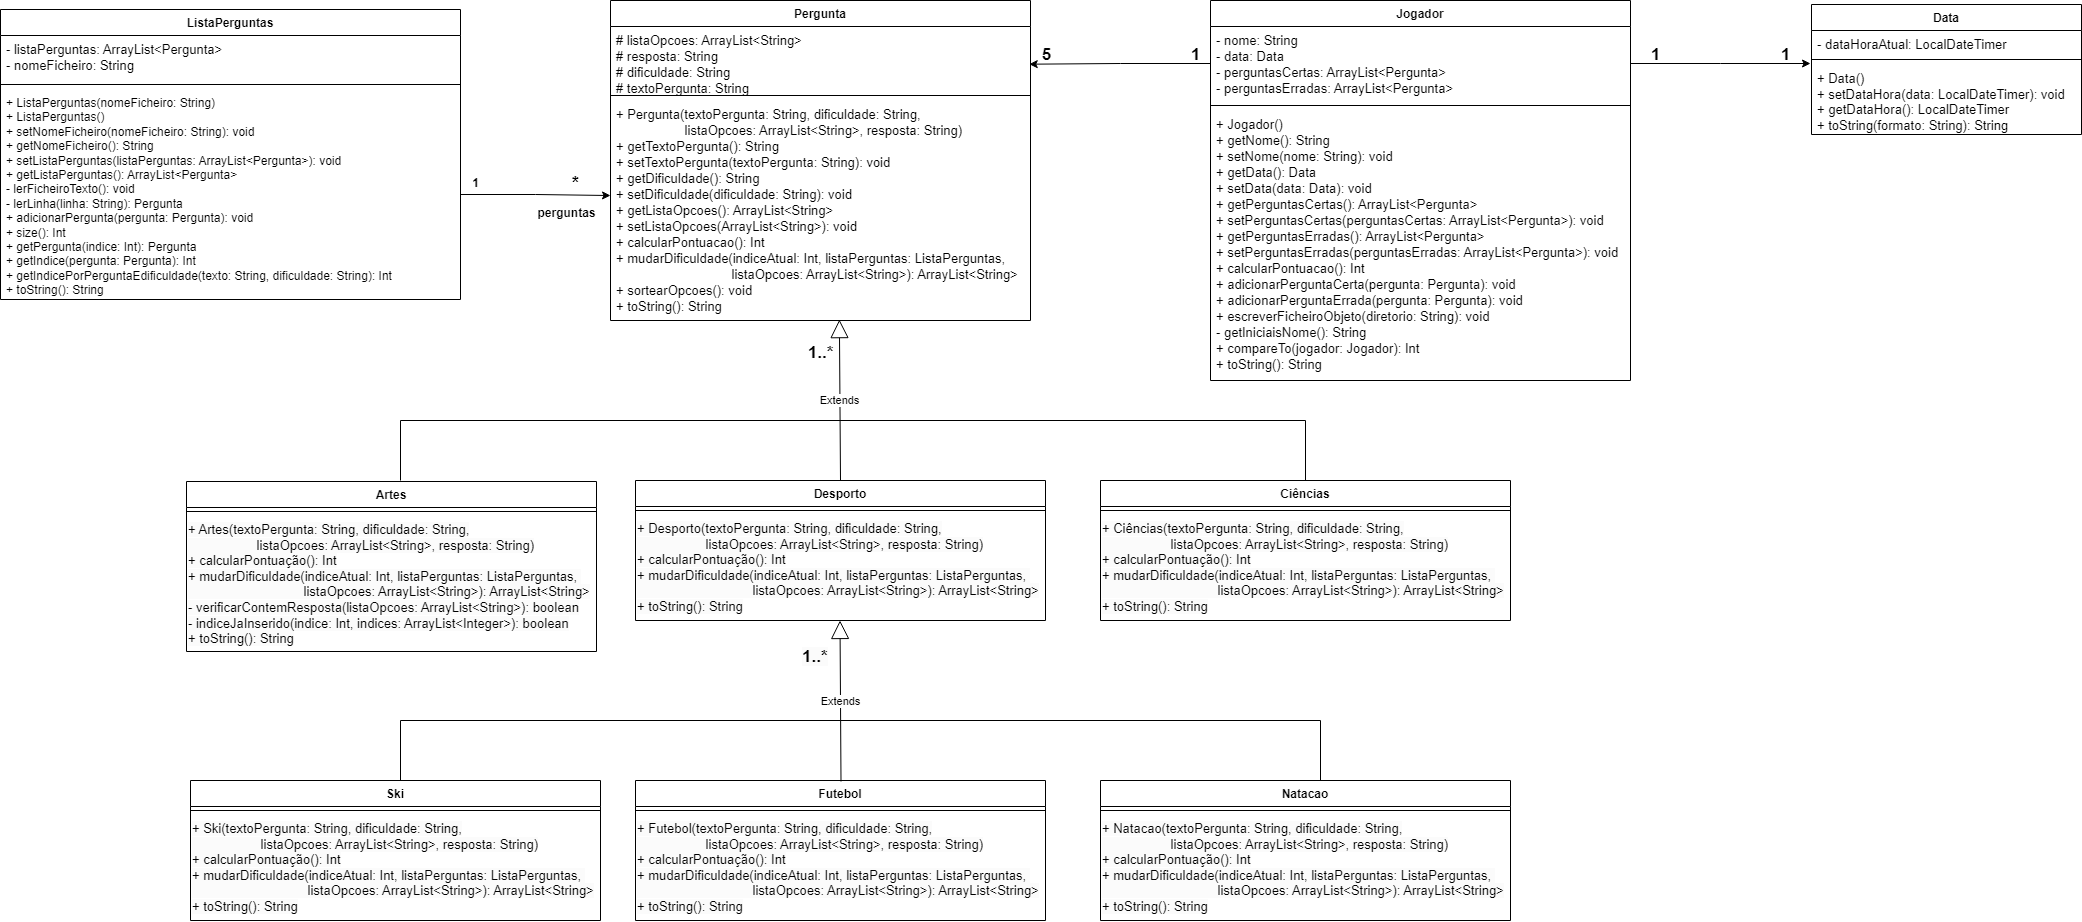 ListaPerguntas
- listaPerguntas: ArrayList<Pergunta>
- nomeFicheiro: String
+ ListaPerguntas(nomeFicheiro: String)
+ ListaPerguntas()
+ setNomeFicheiro(nomeFicheiro: String): void
+ getNomeFicheiro(): String
+ setListaPerguntas(listaPerguntas: ArrayList<Pergunta>): void
+ getListaPerguntas(): ArrayList<Pergunta>
- lerFicheiroTexto(): void
- lerLinha(linha: String): Pergunta
+ adicionarPergunta(pergunta: Pergunta): void
+ size(): Int
+ getPergunta(indice: Int): Pergunta
+ getIndice(pergunta: Pergunta): Int
+ getIndicePorPerguntaEdificuldade(texto: String, dificuldade: String): Int
+ toString(): String
1
*
perguntas
Pergunta
# listaOpcoes: ArrayList<String>
# resposta: String
# dificuldade: String
# textoPergunta: String
+ Pergunta(textoPergunta: String, dificuldade: String,
listaOpcoes: ArrayList<String>, resposta: String)
+ getTextoPergunta(): String
+ setTextoPergunta(textoPergunta: String): void
+ getDificuldade(): String
+ setDificuldade(dificuldade: String): void
+ getListaOpcoes(): ArrayList<String>
+ setListaOpcoes(ArrayList<String>): void
+ calcularPontuacao(): Int
+ mudarDificuldade(indiceAtual: Int, listaPerguntas: ListaPerguntas,
listaOpcoes: ArrayList<String>): ArrayList<String>
+ sortearOpcoes(): void
+ toString(): String
5
1
Jogador
- nome: String
- data: Data
- perguntasCertas: ArrayList<Pergunta>
- perguntasErradas: ArrayList<Pergunta>
+ Jogador()
+ getNome(): String
+ setNome(nome: String): void
+ getData(): Data
+ setData(data: Data): void
+ getPerguntasCertas(): ArrayList<Pergunta>
+ setPerguntasCertas(perguntasCertas: ArrayList<Pergunta>): void
+ getPerguntasErradas(): ArrayList<Pergunta>
+ setPerguntasErradas(perguntasErradas: ArrayList<Pergunta>): void
+ calcularPontuacao(): Int
+ adicionarPerguntaCerta(pergunta: Pergunta): void
+ adicionarPerguntaErrada(pergunta: Pergunta): void
+ escreverFicheiroObjeto(diretorio: String): void
- getIniciaisNome(): String
+ compareTo(jogador: Jogador): Int
+ toString(): String
1
1
Data
- dataHoraAtual: LocalDateTimer
+ Data()
+ setDataHora(data: LocalDateTimer): void
+ getDataHora(): LocalDateTimer
+ toString(formato: String): String
1..*
Extends
Artes
+ Artes(textoPergunta: String, dificuldade: String,
listaOpcoes: ArrayList<String>, resposta: String)
+ calcularPontuação(): Int
+ mudarDificuldade(indiceAtual: Int, listaPerguntas: ListaPerguntas,
listaOpcoes: ArrayList<String>): ArrayList<String>
- verificarContemResposta(listaOpcoes: ArrayList<String>): boolean
- indiceJaInserido(indice: Int, indices: ArrayList<Integer>): boolean
+ toString(): String
Desporto
+ Desporto(textoPergunta: String, dificuldade: String,
listaOpcoes: ArrayList<String>, resposta: String)
+ calcularPontuação(): Int
+ mudarDificuldade(indiceAtual: Int, listaPerguntas: ListaPerguntas,
listaOpcoes: ArrayList<String>): ArrayList<String>
+ toString(): String
Ciências
+ Ciências(textoPergunta: String, dificuldade: String,
listaOpcoes: ArrayList<String>, resposta: String)
+ calcularPontuação(): Int
+ mudarDificuldade(indiceAtual: Int, listaPerguntas: ListaPerguntas,
listaOpcoes: ArrayList<String>): ArrayList<String>
+ toString(): String
1..*
Extends
Ski
+ Ski(textoPergunta: String, dificuldade: String,
listaOpcoes: ArrayList<String>, resposta: String)
+ calcularPontuação(): Int
+ mudarDificuldade(indiceAtual: Int, listaPerguntas: ListaPerguntas,
listaOpcoes: ArrayList<String>): ArrayList<String>
+ toString(): String
Futebol
+ Futebol(textoPergunta: String, dificuldade: String,
listaOpcoes: ArrayList<String>, resposta: String)
+ calcularPontuação(): Int
+ mudarDificuldade(indiceAtual: Int, listaPerguntas: ListaPerguntas,
listaOpcoes: ArrayList<String>): ArrayList<String>
+ toString(): String
Natacao
+ Natacao(textoPergunta: String, dificuldade: String,
listaOpcoes: ArrayList<String>, resposta: String)
+ calcularPontuação(): Int
+ mudarDificuldade(indiceAtual: Int, listaPerguntas: ListaPerguntas,
listaOpcoes: ArrayList<String>): ArrayList<String>
+ toString(): String